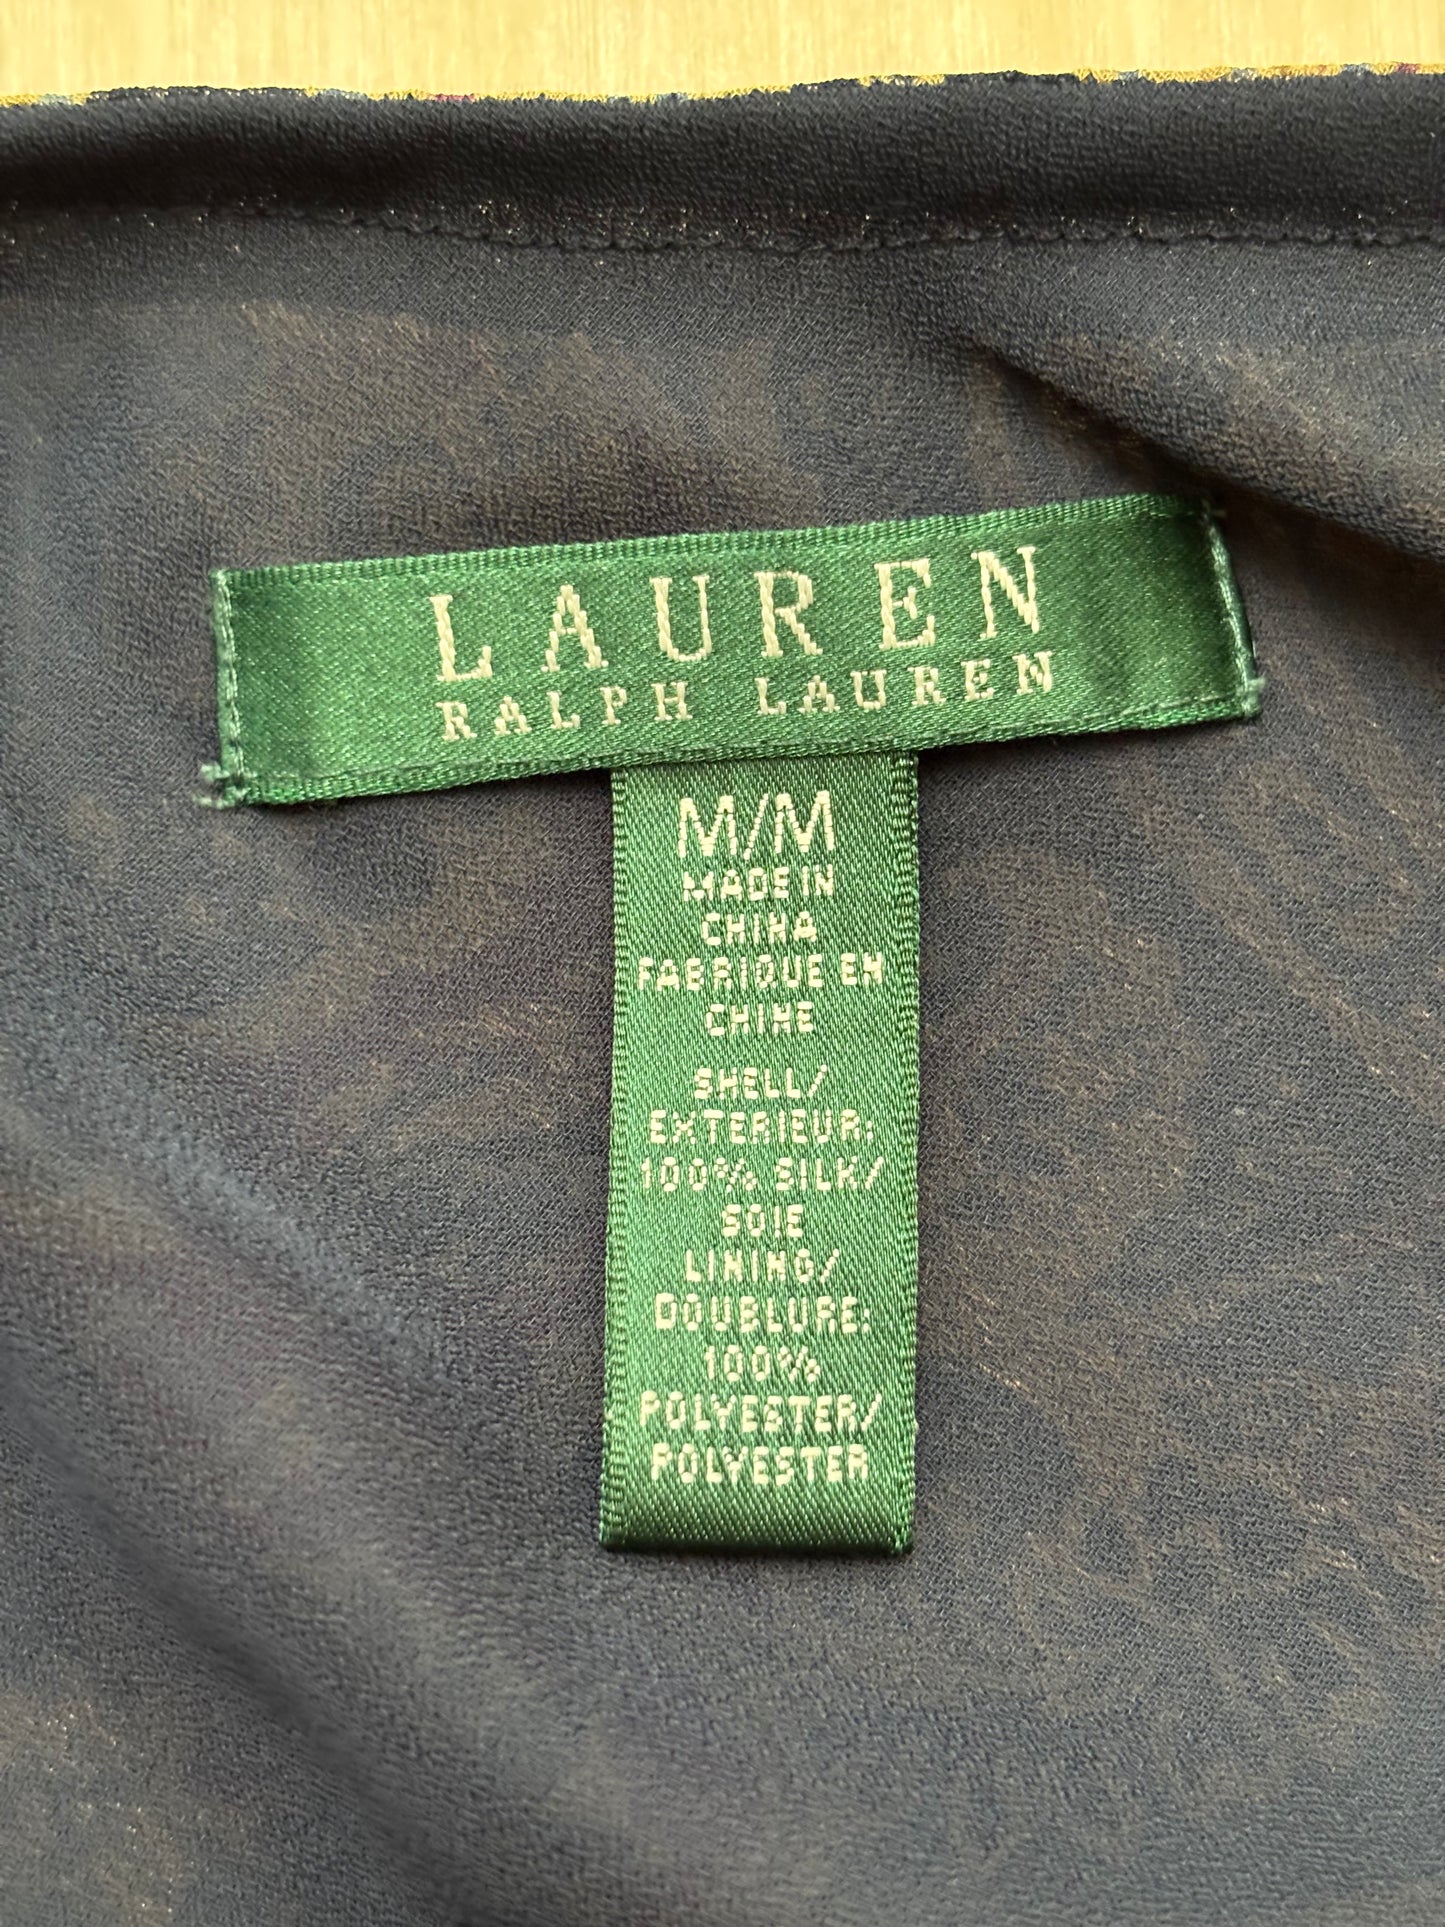 LAUREN
RALPH LAUREN
M/M
MADE IN
CHINA
FABRIQUE EN
CHINE
SHELL/
EXTERIEUR:
100% SILK/
SOIE
LINING/
DOUBLURE:
100%
POLYESTER/
POLYESTER